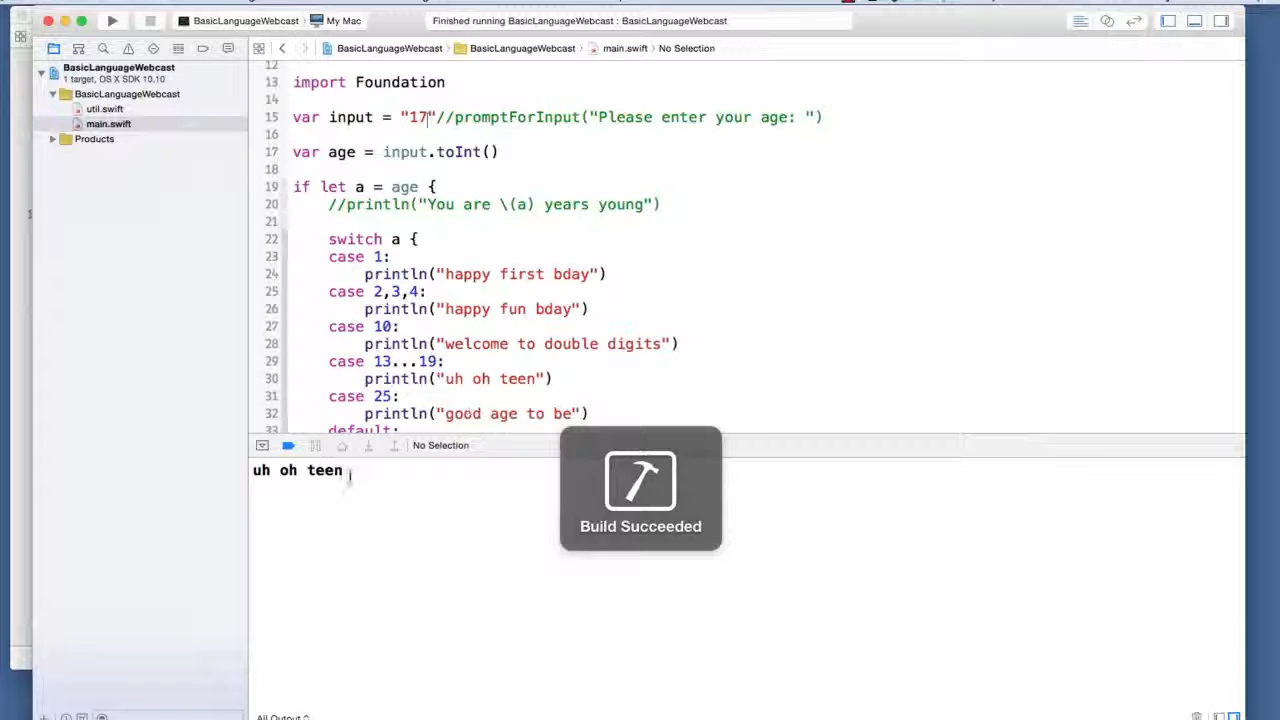 BasicLanguageWebcast My Mac
Finished running BasicLanguageWebcast : BasicLanguageWebcast
BasicLanguageWebcast BasicLanguageWebcast main.swift No Selection
BasicLanguageWebcast
1 target, OS X SDK 10.10
BasicLanguageWebcast
util.swift
main.swift
Products
12
13 import Foundation
14
15 var input = "17"//promptForInput("Please enter your age: ")
16
17 var age = input.toInt()
18
19 if let a = age {
20 //println("You are \(a) years young")
21
22 switch a {
23 case 1:
24 println("happy first bday")
25 case 2,3,4:
26 println("happy fun bday")
27 case 10:
28 println("welcome to double digits")
29 case 13...19:
30 println("uh oh teen")
31 case 25:
32 println("good age to be")
33 default:
No Selection
uh oh teen
Build Succeeded
All Output